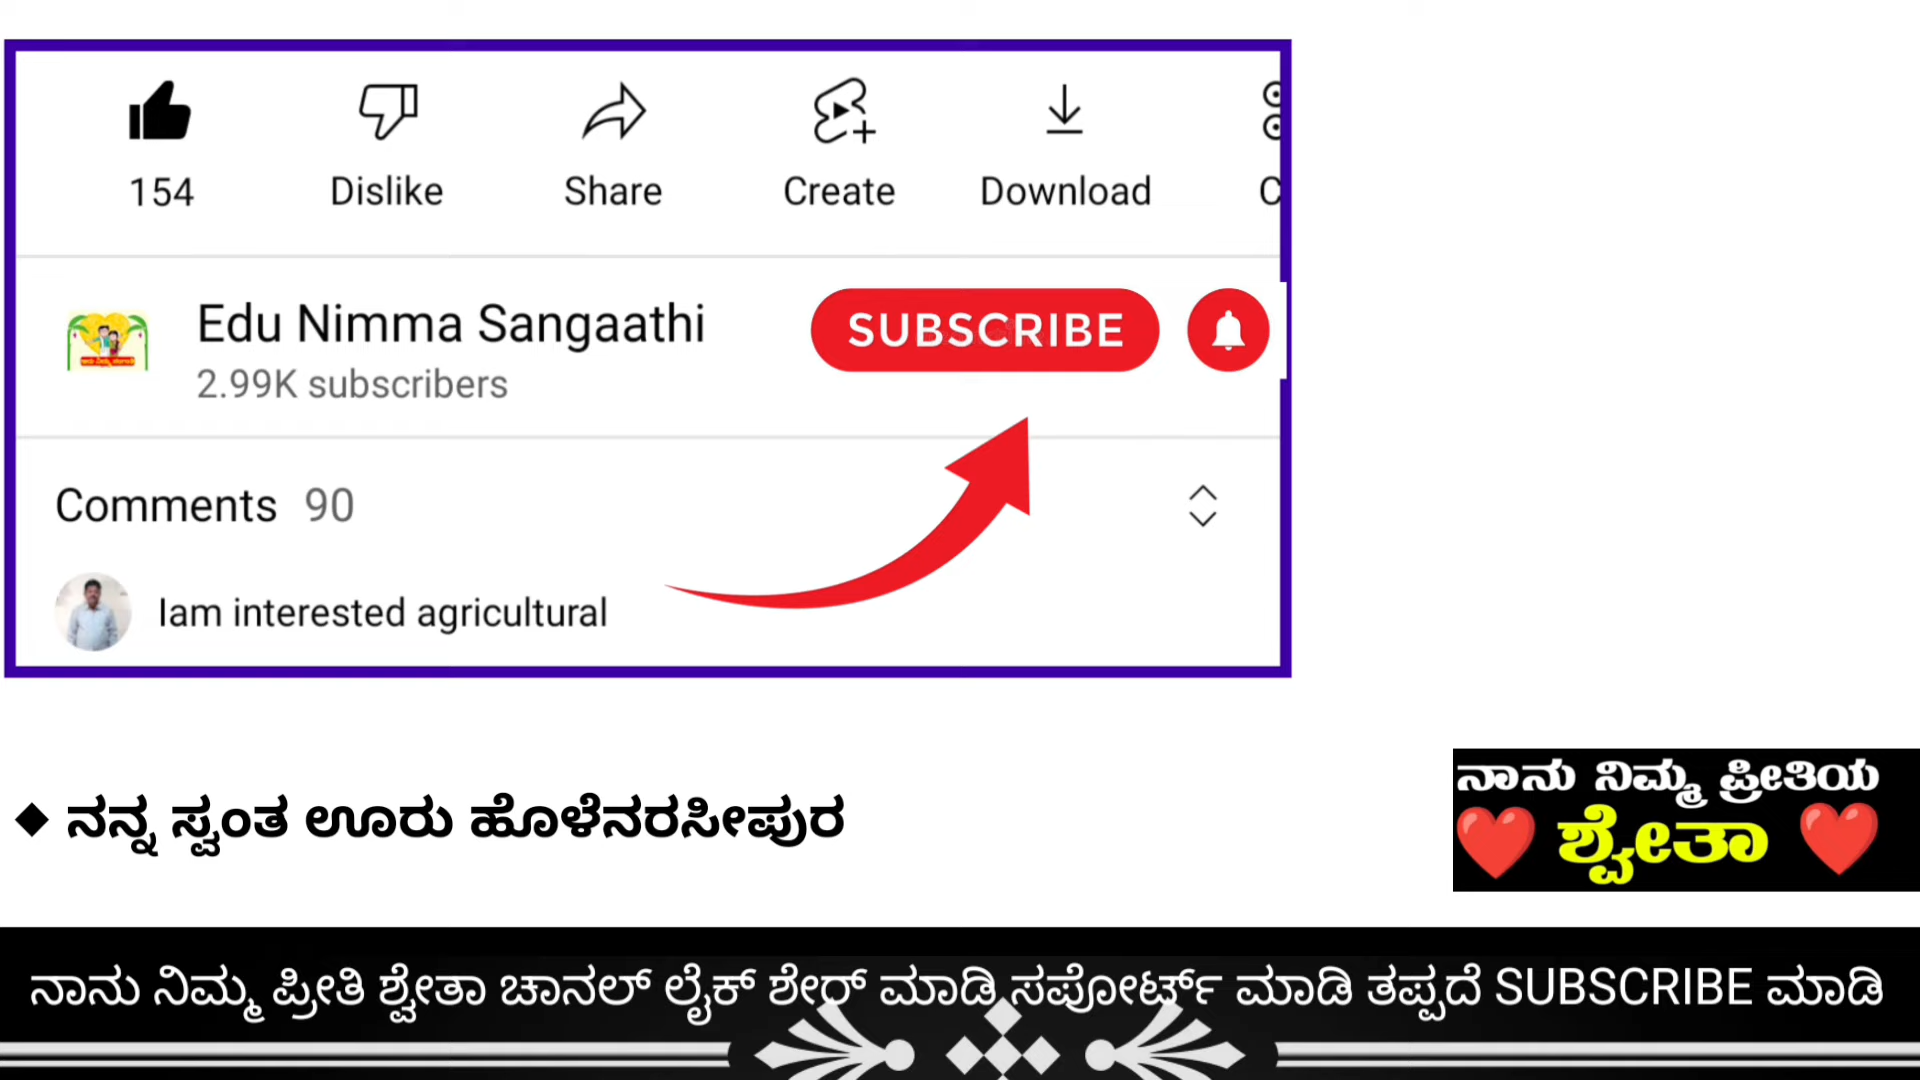 154 Dislike Share Create Download C
Edu Nimma Sangaathi SUBSCRIBE
2.99K subscribers
Comments 90
Iam interested agricultural
◆ ನನ್ನ ಸ್ವಂತ ಊರು ಹೊಳೆನರಸೀಪುರ
ನಾನು ನಿಮ್ಮ ಪ್ರೀತಿಯ
❤️ ಶ್ವೇತಾ ❤️
ನಾನು ನಿಮ್ಮ ಪ್ರೀತಿ ಶ್ವೇತಾ ಚಾನಲ್ ಲೈಕ್ ಶೇರ್ ಮಾಡಿ ಸಪೋರ್ಟ್ ಮಾಡಿ ತಪ್ಪದೆ SUBSCRIBE ಮಾಡಿ